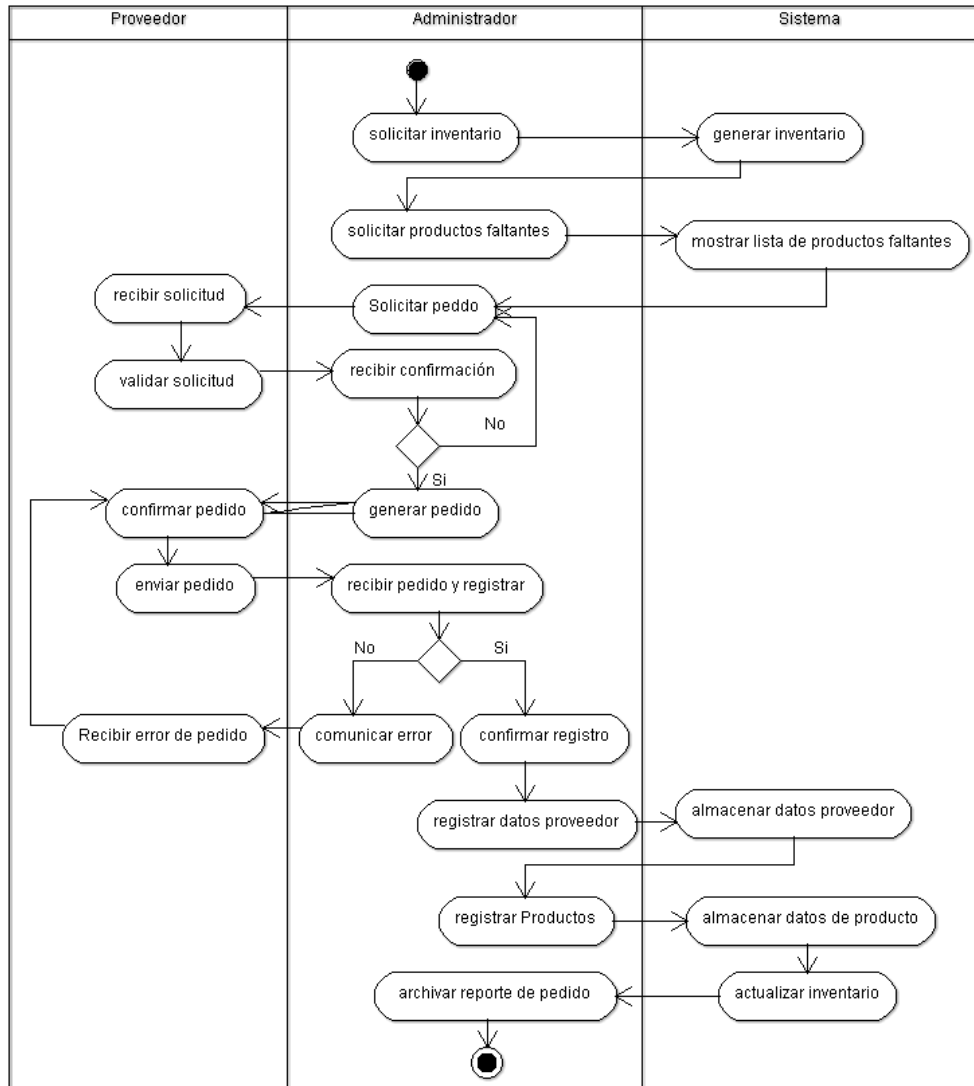 Proveedor
Administrador
Sistema
solicitar inventario
generar inventario
solicitar productos faltantes
mostrar lista de productos faltantes
recibir solicitud
Solicitar peddo
validar solicitud
recibir confirmación
No
Si
confirmar pedido
generar pedido
enviar pedido
recibir pedido y registrar
No
Si
Recibir error de pedido
comunicar error
confirmar registro
registrar datos proveedor
almacenar datos proveedor
registrar Productos
almacenar datos de producto
archivar reporte de pedido
actualizar inventario